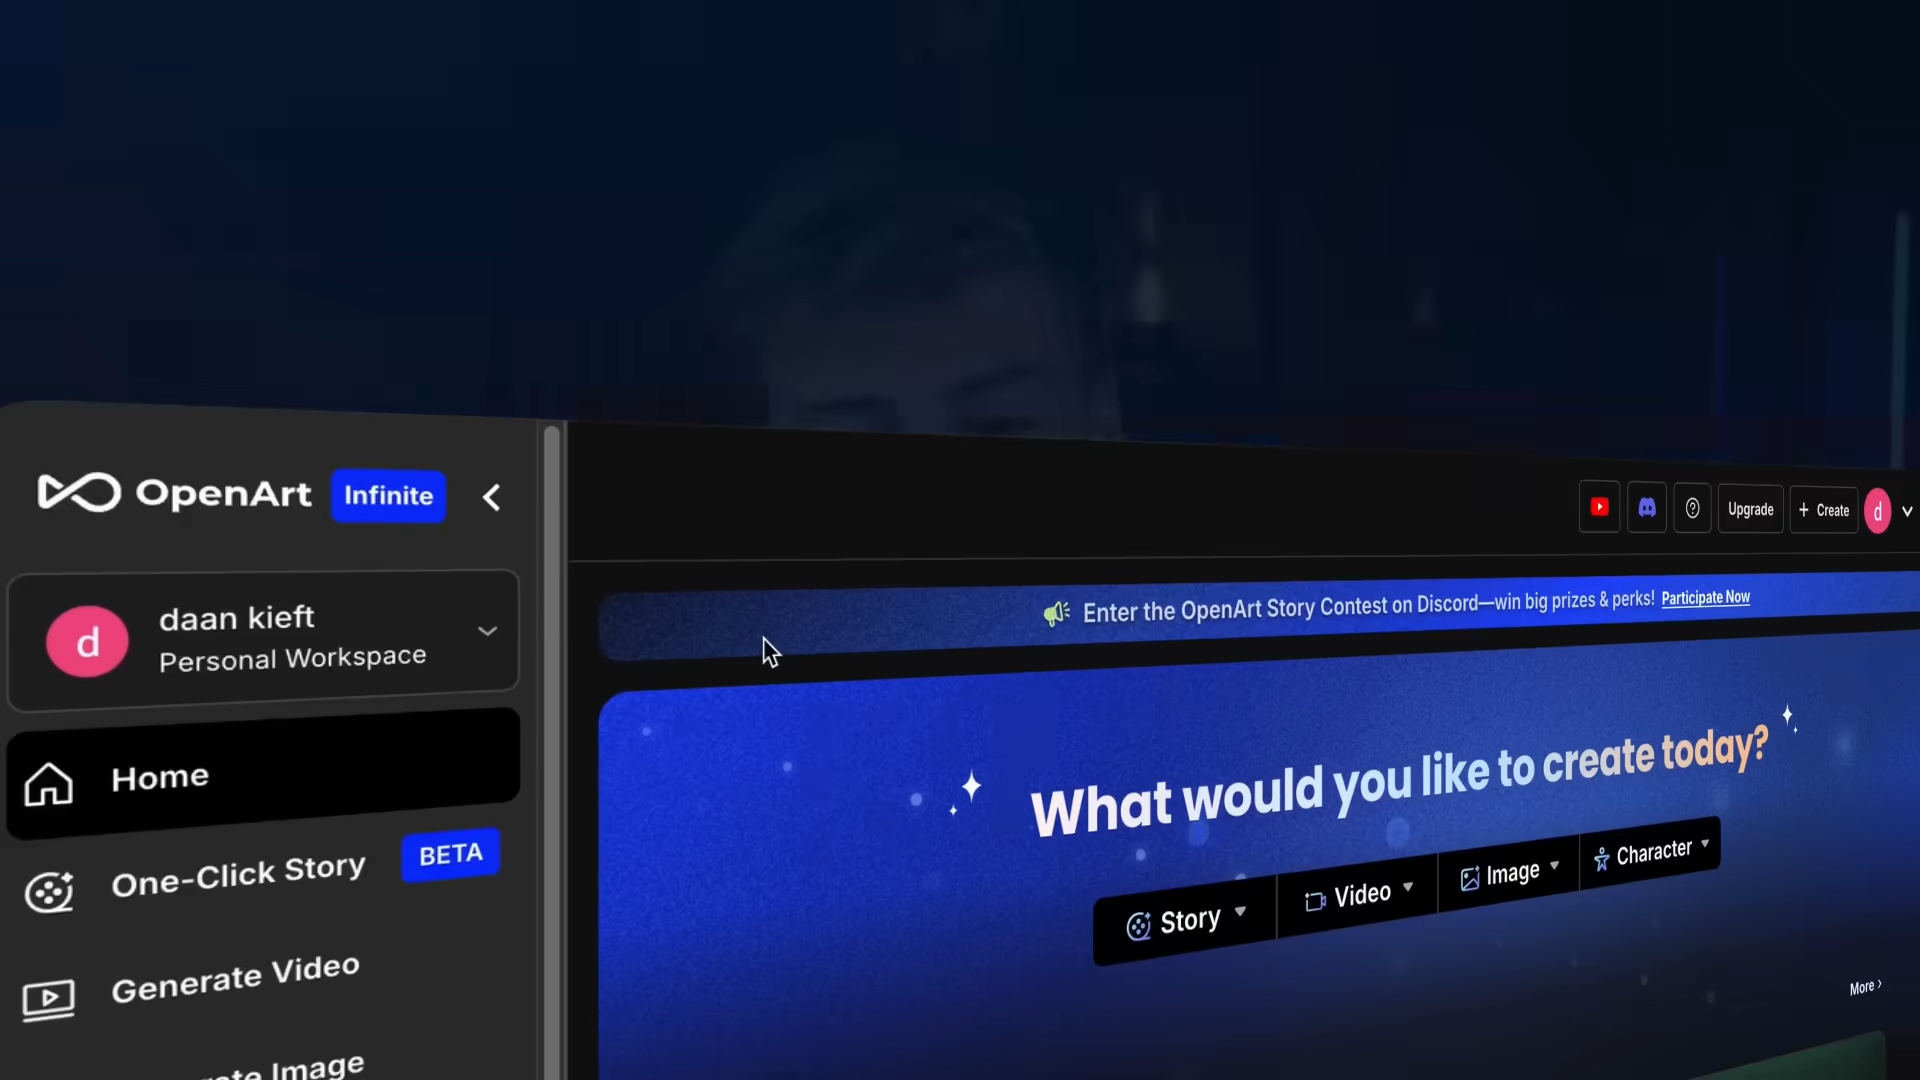 OpenArt Infinite
daan kieft
Personal Workspace
d
Home
One-Click Story BETA
Generate Video
Image
Upgrade
+ Create
d
Enter the OpenArt Story Contest on Discord—win big prizes & perks! Participate Now
What would you like to create today?
Story
Video
Image
Character
More